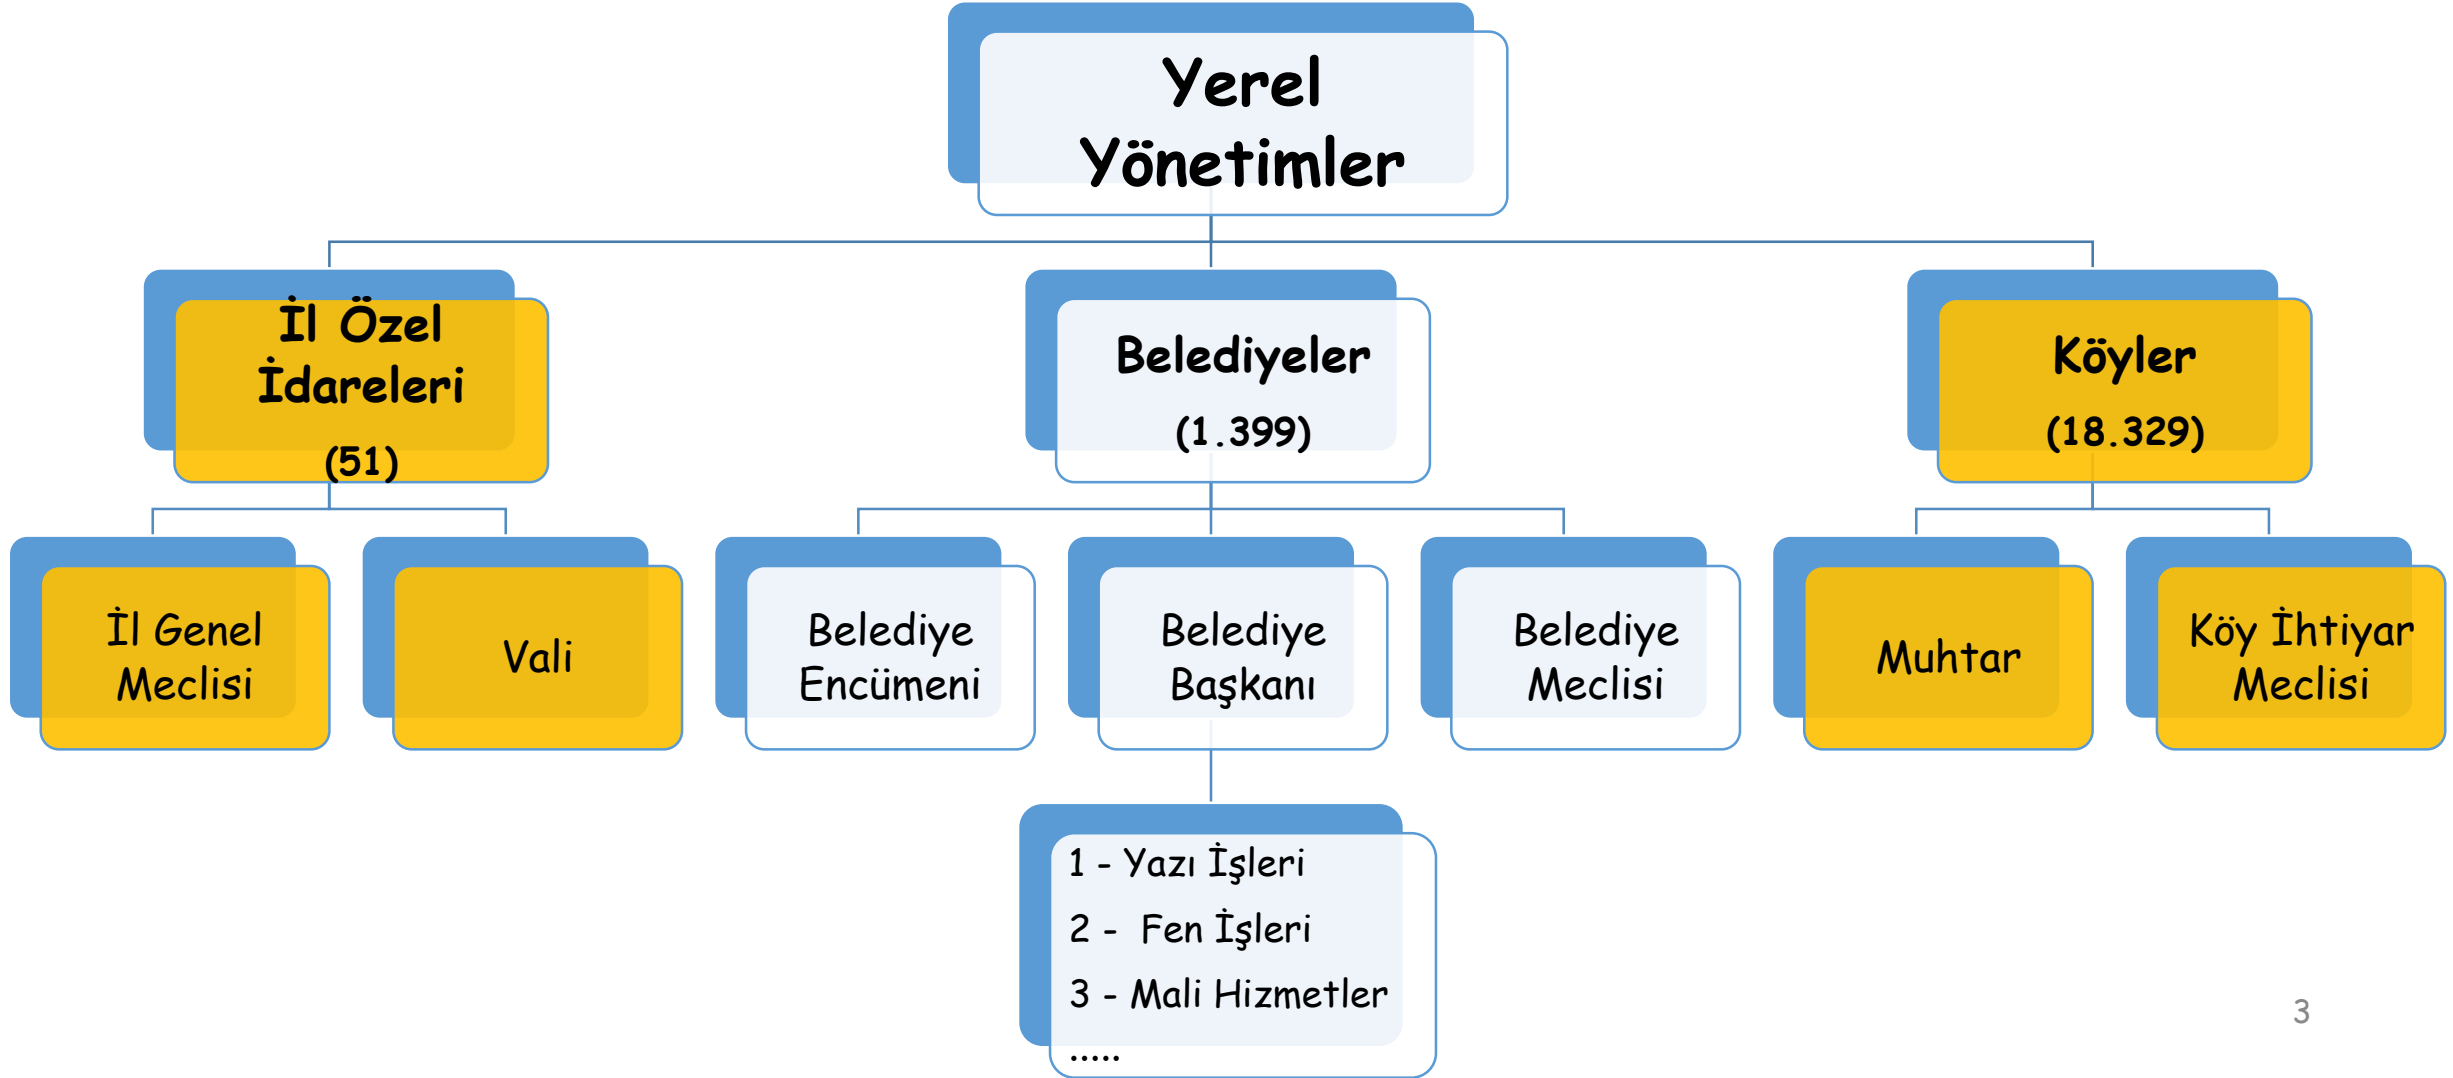 Yerel
Yönetimler
İl Özel
İdareleri
(51)
Belediyeler
(1.399)
Köyler
(18.329)
İl Genel
Meclisi
Vali
Belediye
Encümeni
Belediye
Başkanı
Belediye
Meclisi
Muhtar
Köy İhtiyar
Meclisi
1 - Yazı İşleri
2 -  Fen İşleri
3 - Mali Hizmetler
.....
3